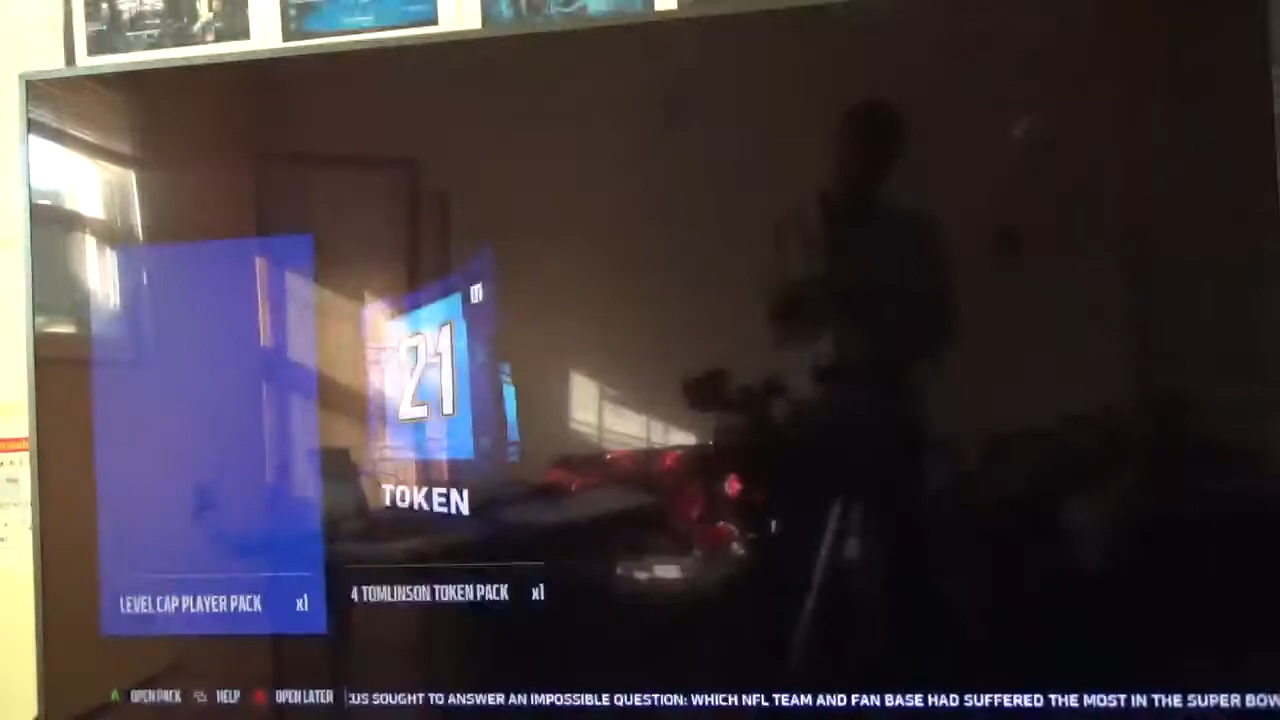 21
TOKEN
LEVEL CAP PLAYER PACK x1
4 TOMLINSON TOKEN PACK x1
A OPEN PACK HELP OPEN LATER
SOUGHT TO ANSWER AN IMPOSSIBLE QUESTION: WHICH NFL TEAM AND FAN BASE HAD SUFFERED THE MOST IN THE SUPER BOW